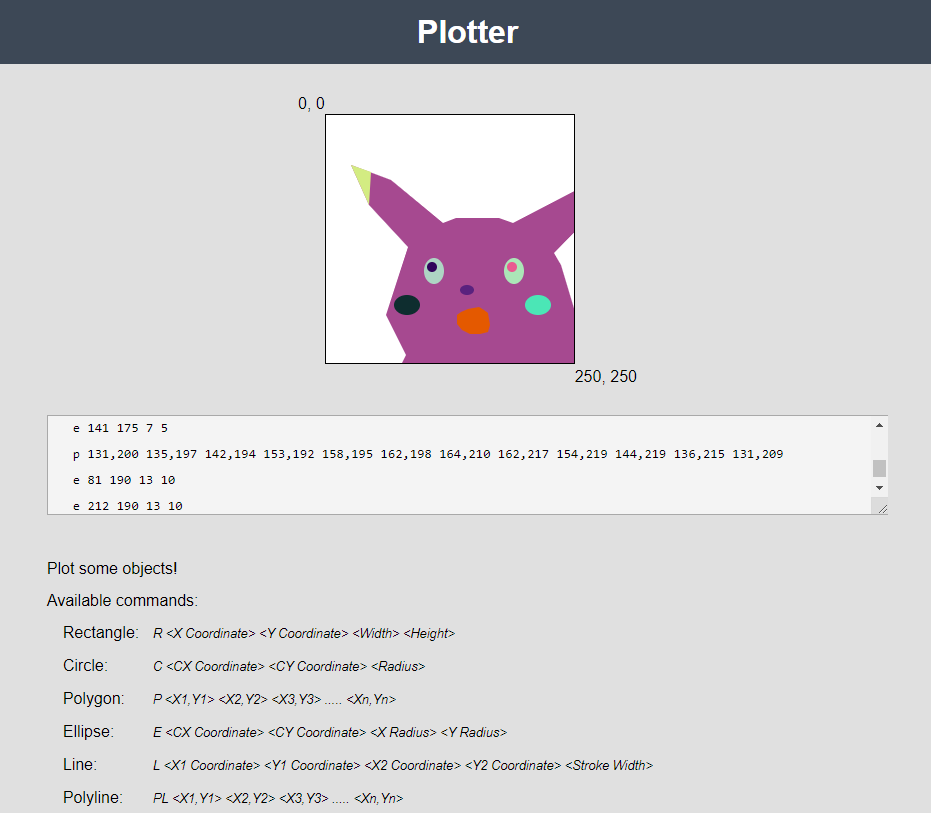 Plotter
0, 0
250, 250
e 141 175 7 5
p 131,200 135,197 142,194 153,192 158,195 162,198 164,210 162,217 154,219 144,219 136,215 131,209
e 81 190 13 10
e 212 190 13 10
Plot some objects!
Available commands:
Rectangle: R <X Coordinate> <Y Coordinate> <Width> <Height>
Circle: C <CX Coordinate> <CY Coordinate> <Radius>
Polygon: P <X1,Y1> <X2,Y2> <X3,Y3> ..... <Xn,Yn>
Ellipse: E <CX Coordinate> <CY Coordinate> <X Radius> <Y Radius>
Line: L <X1 Coordinate> <Y1 Coordinate> <X2 Coordinate> <Y2 Coordinate> <Stroke Width>
Polyline: PL <X1,Y1> <X2,Y2> <X3,Y3> ..... <Xn,Yn>